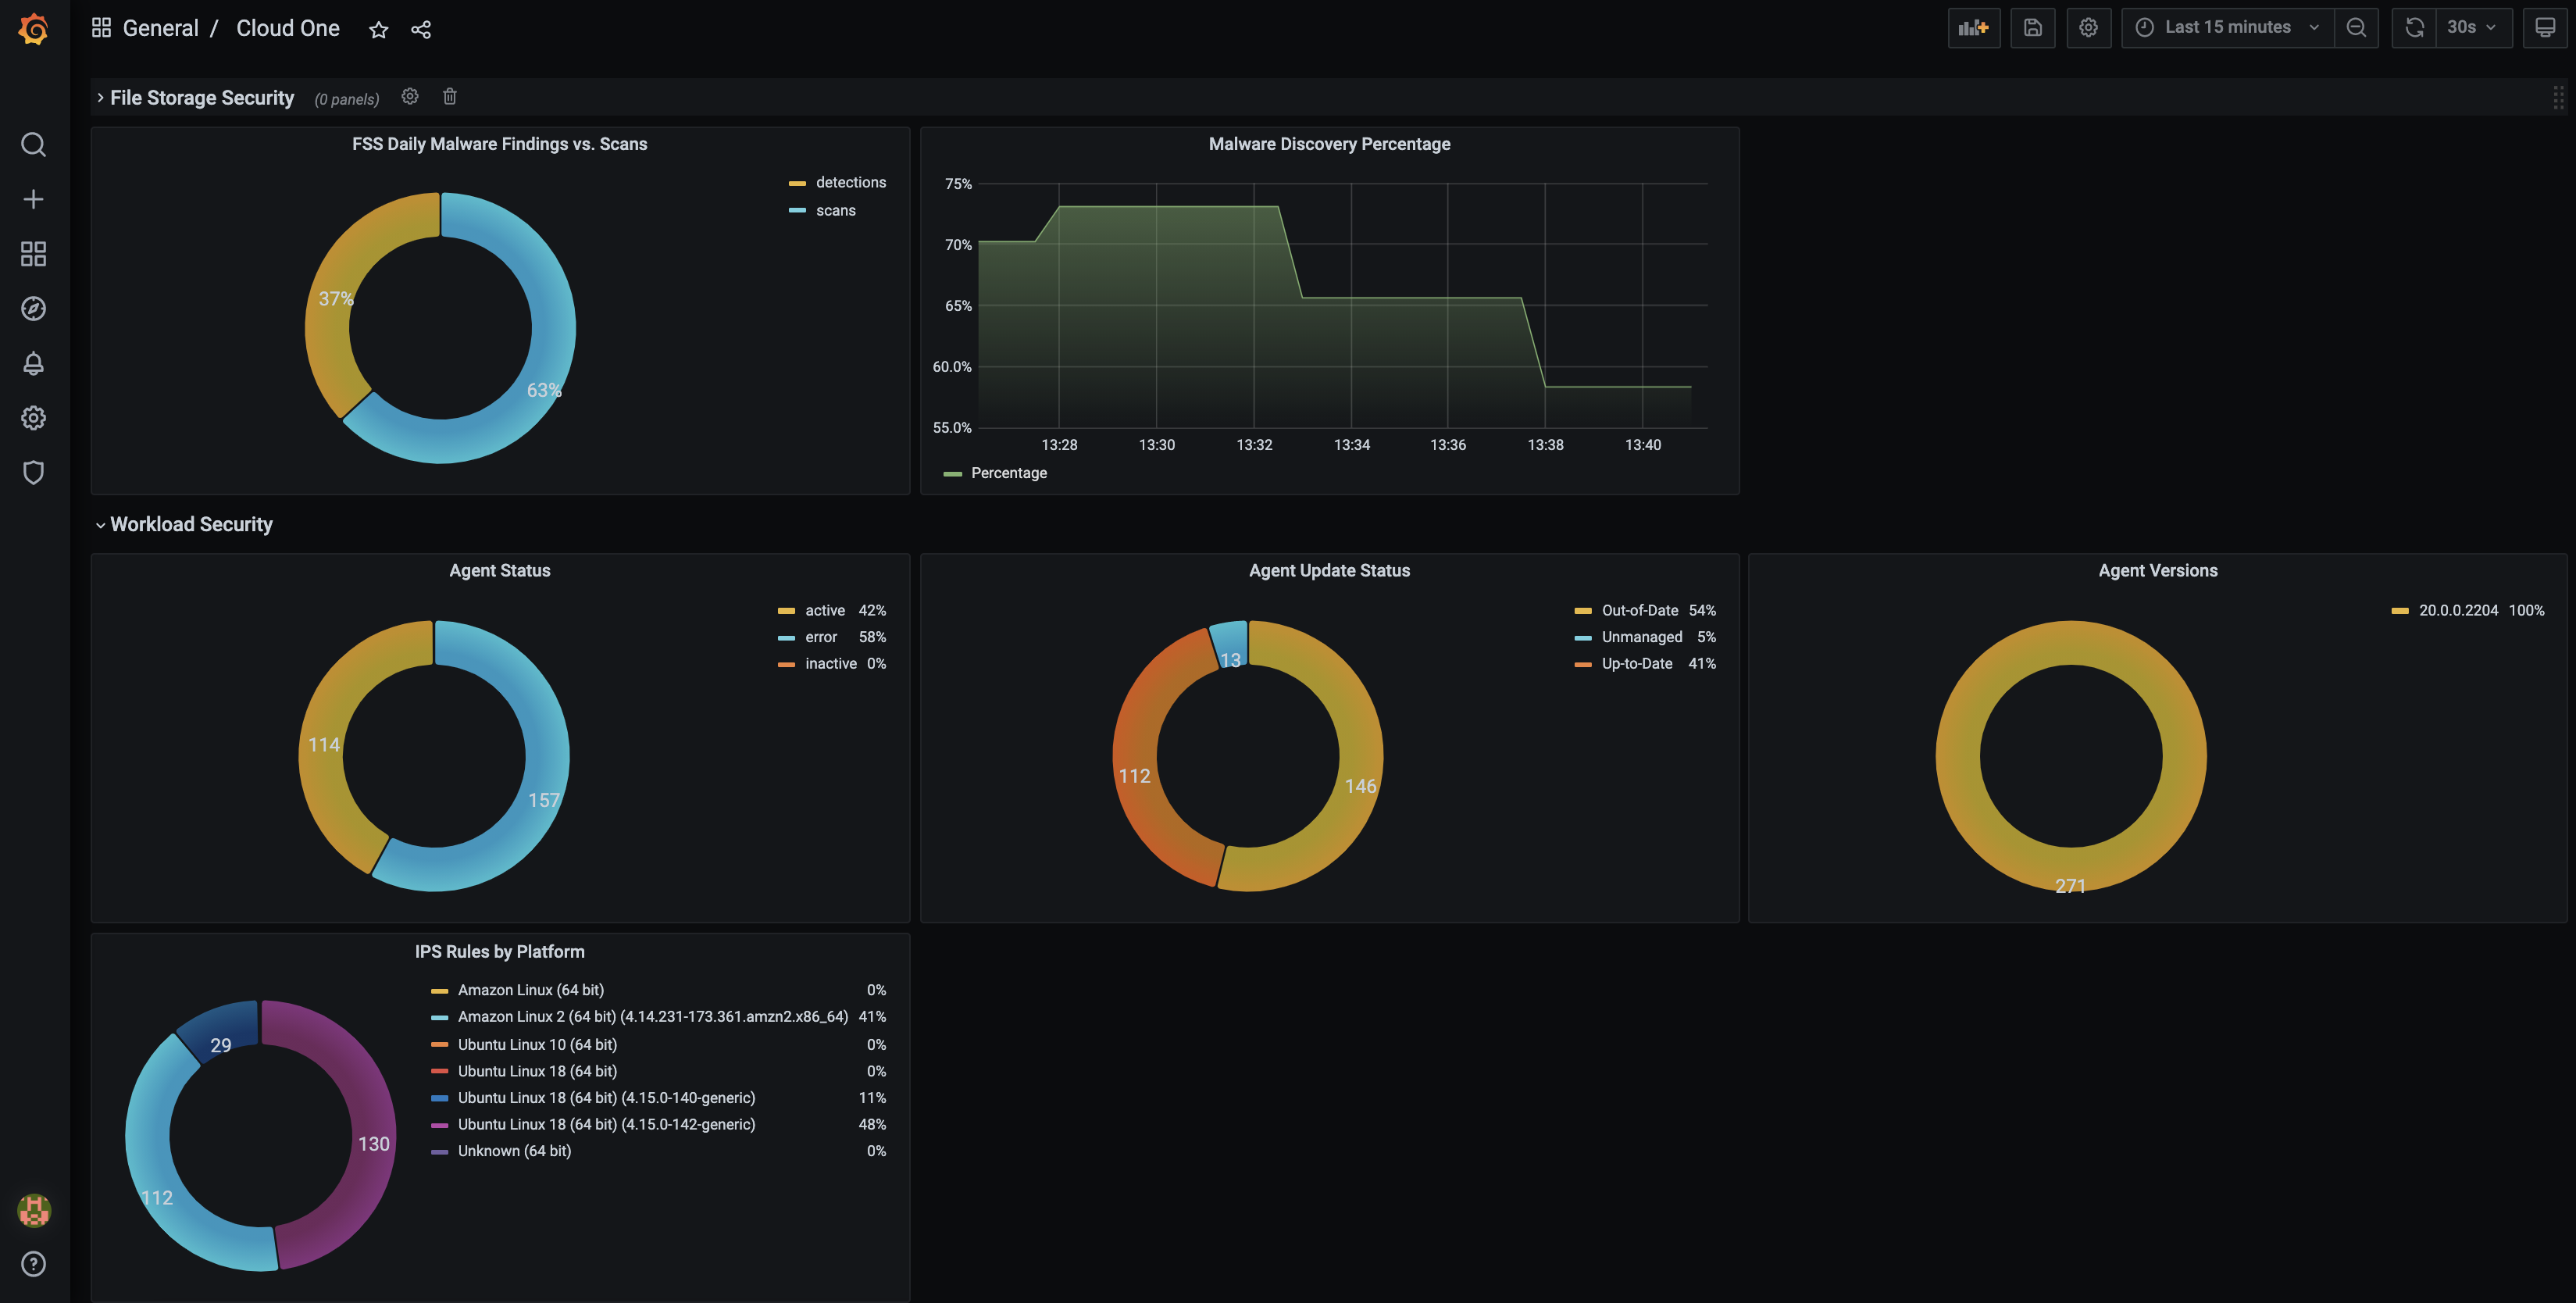 General / Cloud One
Last 15 minutes
30s
File Storage Security (0 panels)
FSS Daily Malware Findings vs. Scans
detections
scans
37%
63%
Malware Discovery Percentage
75%
70%
65%
60.0%
55.0%
13:28 13:30 13:32 13:34 13:36 13:38 13:40
Percentage
Workload Security
Agent Status
active 42%
error 58%
inactive 0%
114
157
Agent Update Status
Out-of-Date 54%
Unmanaged 5%
Up-to-Date 41%
13
112
146
Agent Versions
20.0.0.2204 100%
271
IPS Rules by Platform
Amazon Linux (64 bit) 0%
Amazon Linux 2 (64 bit) (4.14.231-173.361.amzn2.x86_64) 41%
Ubuntu Linux 10 (64 bit) 0%
Ubuntu Linux 18 (64 bit) 0%
Ubuntu Linux 18 (64 bit) (4.15.0-140-generic) 11%
Ubuntu Linux 18 (64 bit) (4.15.0-142-generic) 48%
Unknown (64 bit) 0%
29
130
112